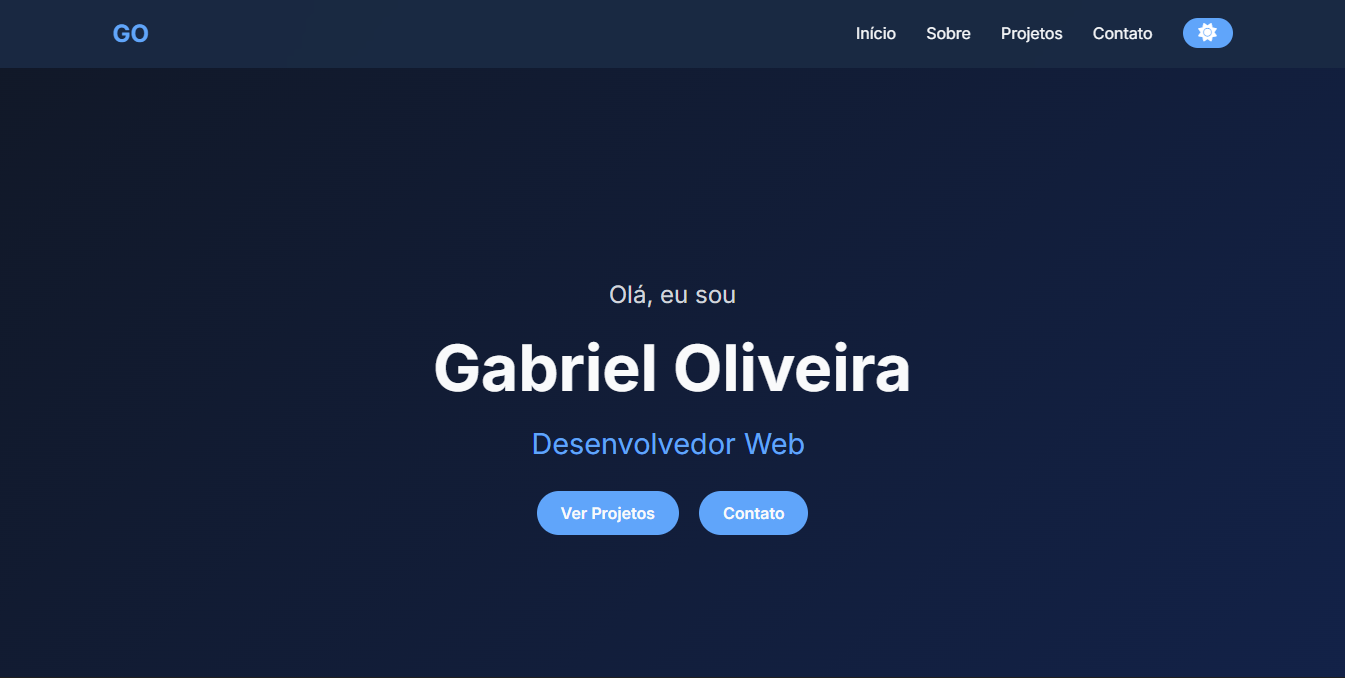 GO
Início Sobre Projetos Contato
Olá, eu sou
Gabriel Oliveira
Desenvolvedor Web
Ver Projetos Contato